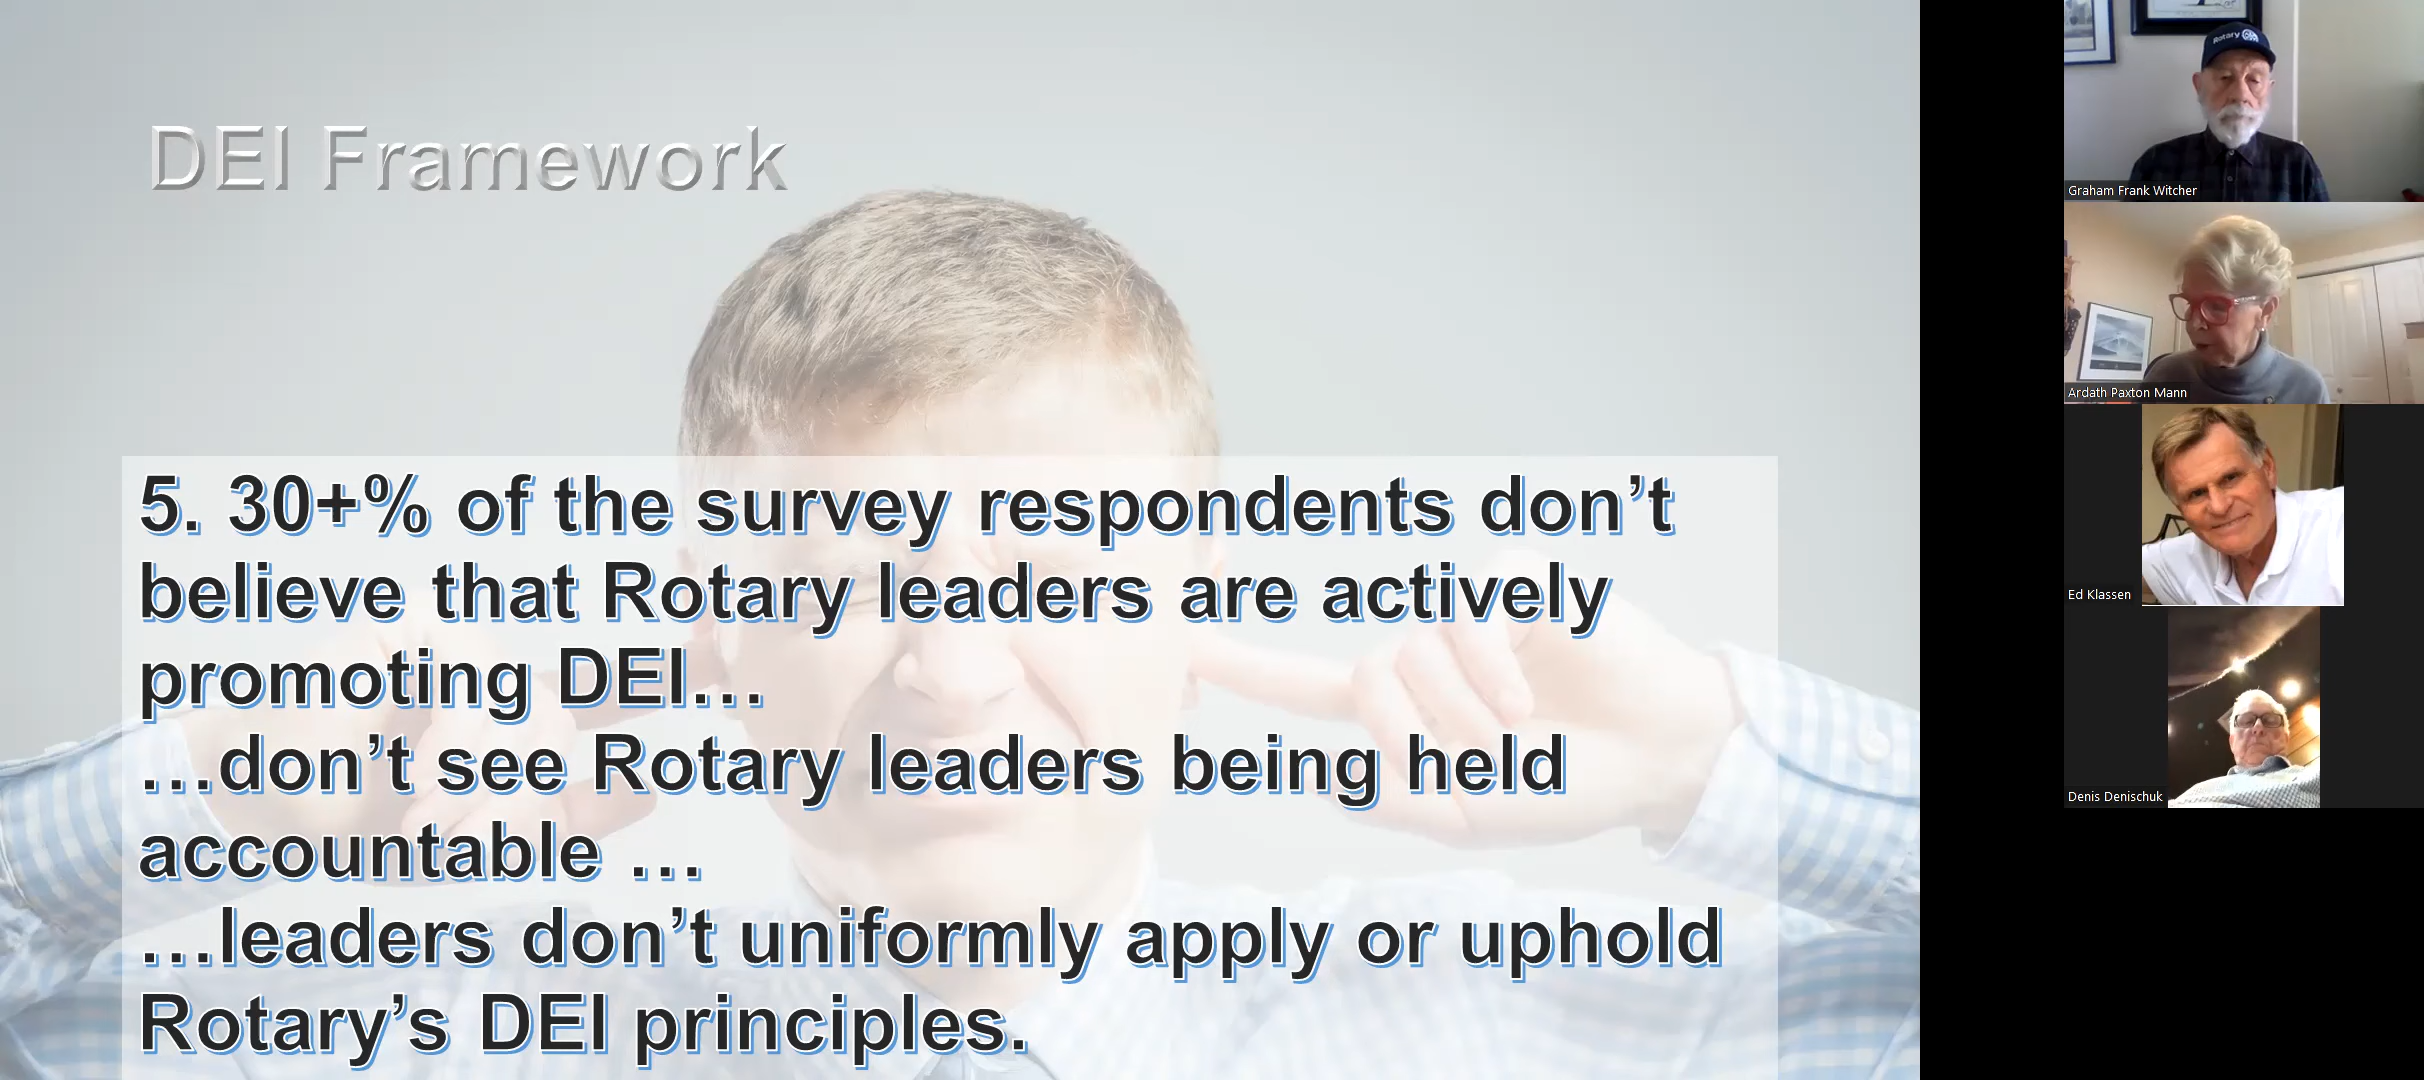 DEI Framework
5. 30+% of the survey respondents don’t
believe that Rotary leaders are actively
promoting DEI…
…don’t see Rotary leaders being held
accountable …
…leaders don’t uniformly apply or uphold
Rotary’s DEI principles.
Rotary
Graham Frank Witcher
Ardath Paxton Mann
Ed Klassen
Denis Denischuk